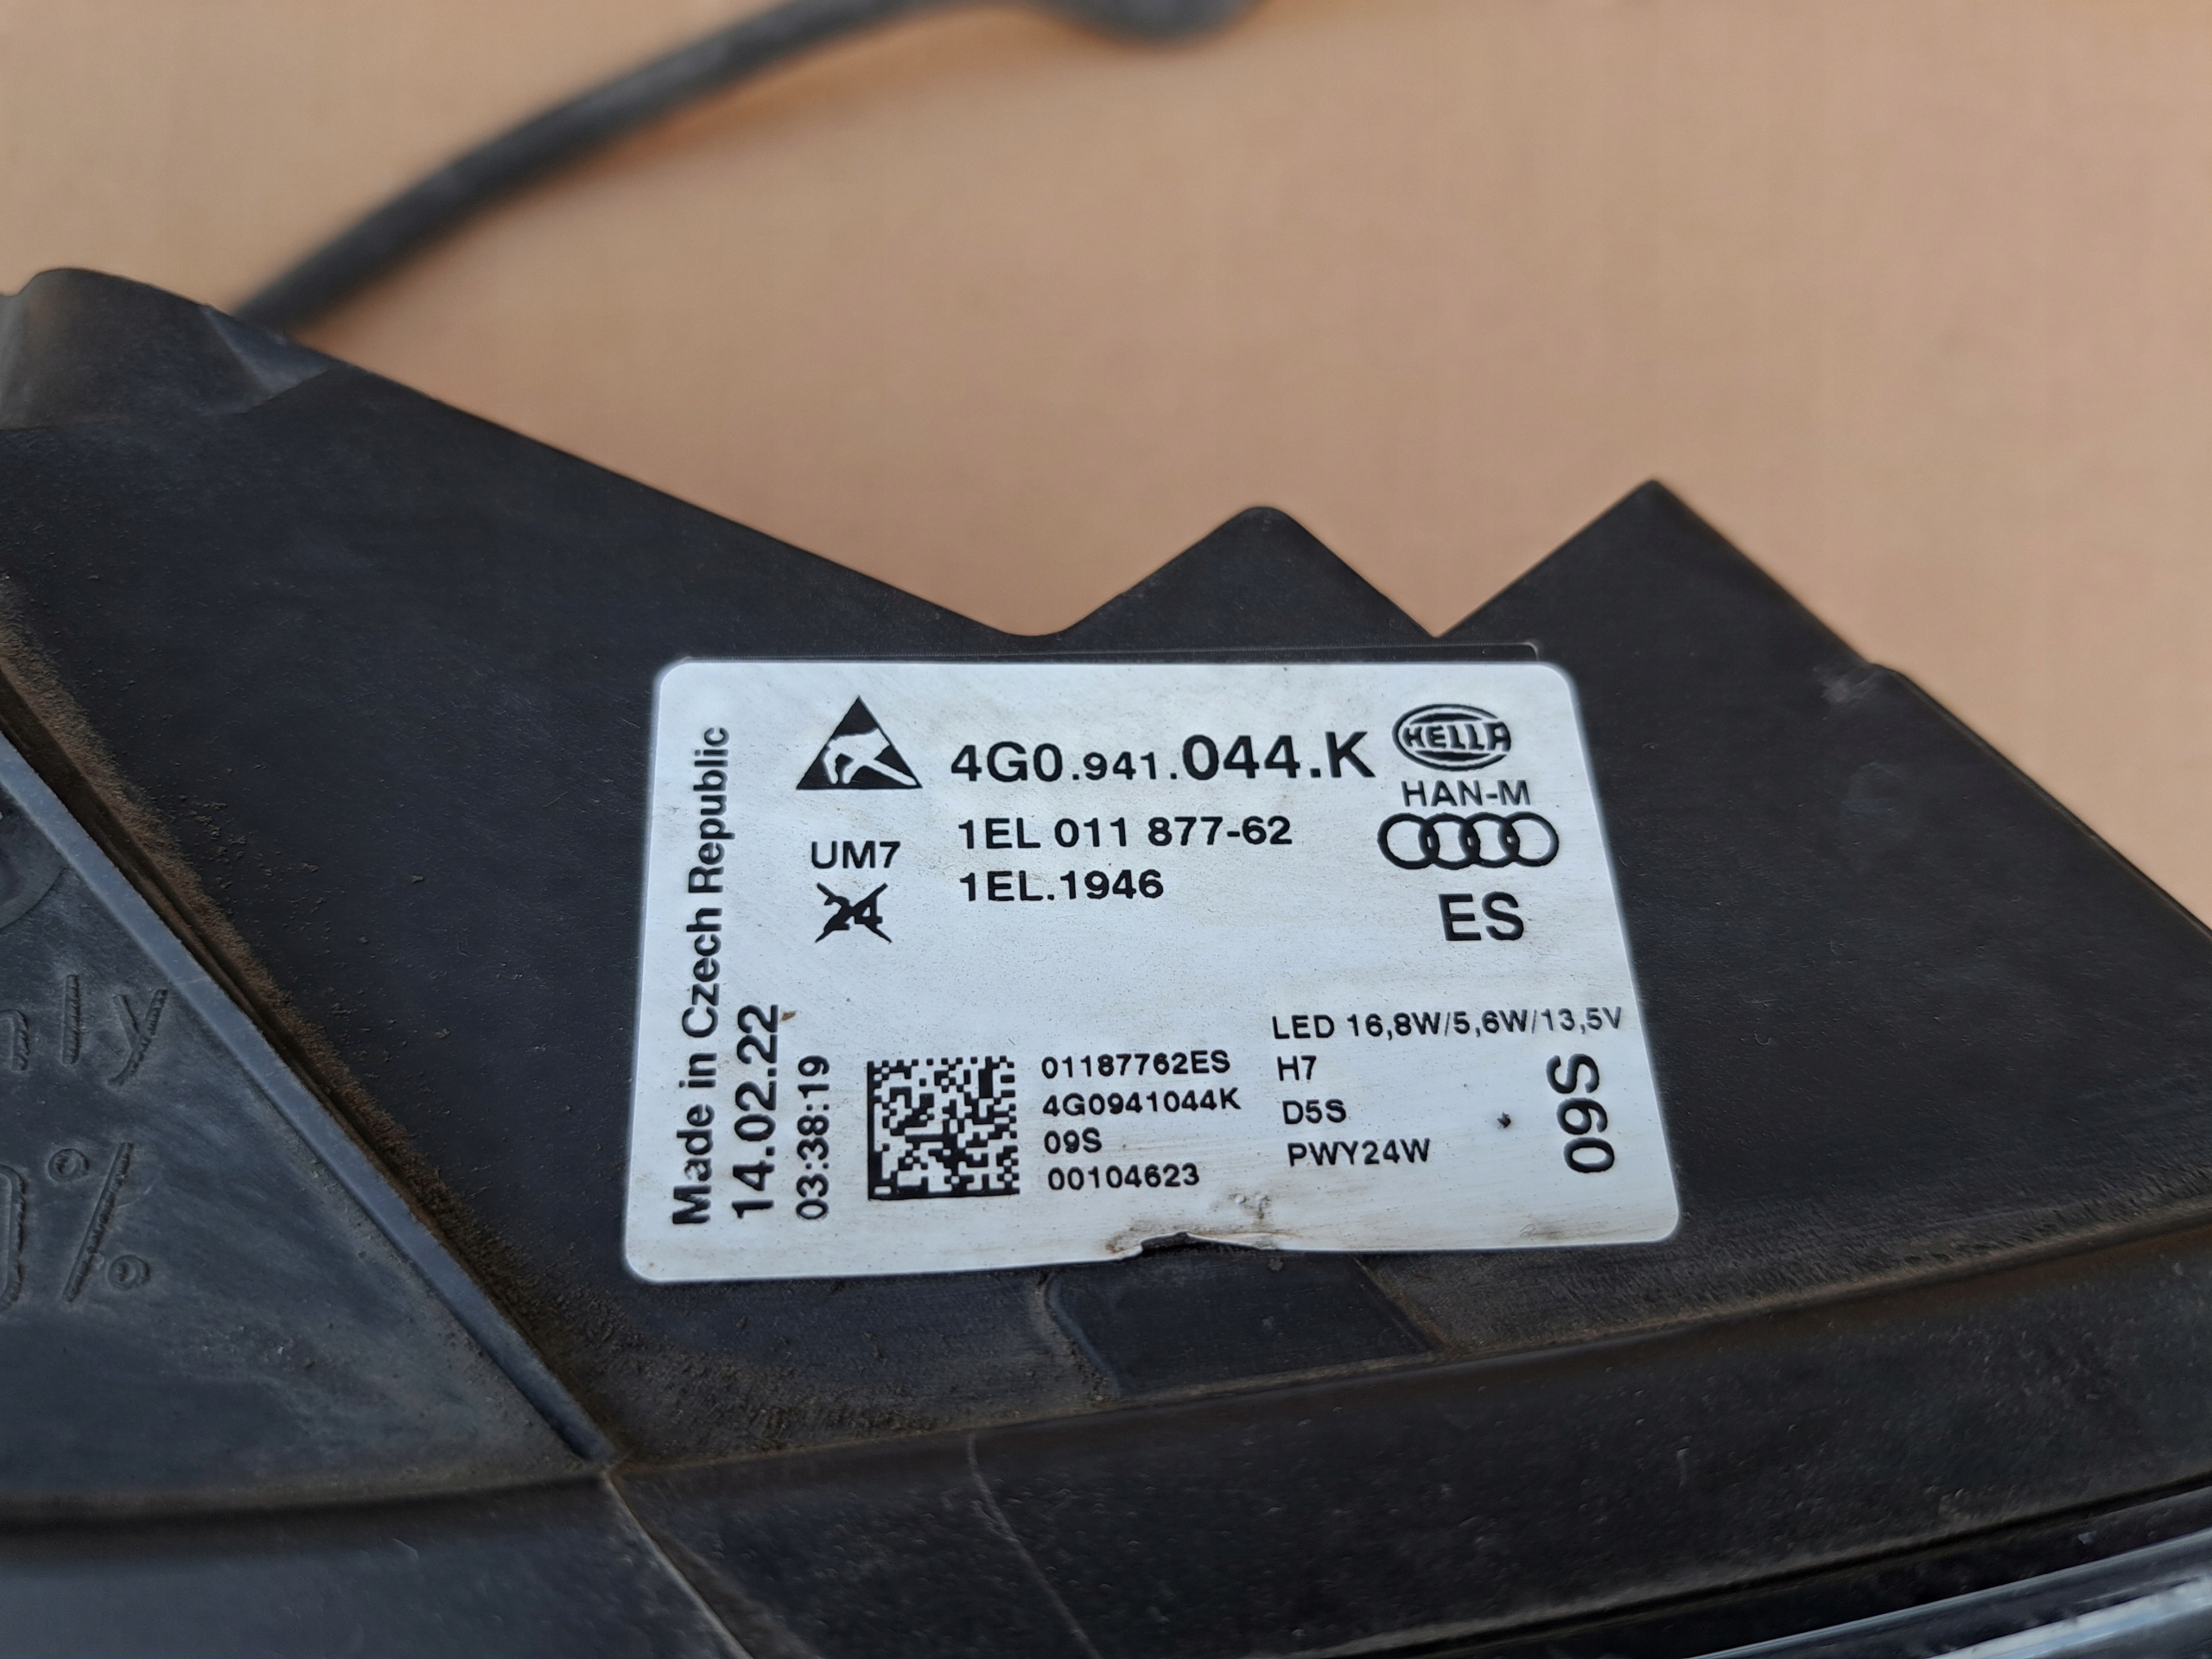 Made in Czech Republic
14.02.22
03:38:19
4G0.941.044.K
HELLA
HAN-M
UM7
24
1EL 011 877-62
1EL.1946
ES
01187762ES
4G0941044K
09S
00104623
LED 16,8W/5,6W/13,5V
H7
D5S
PWY24W
S60